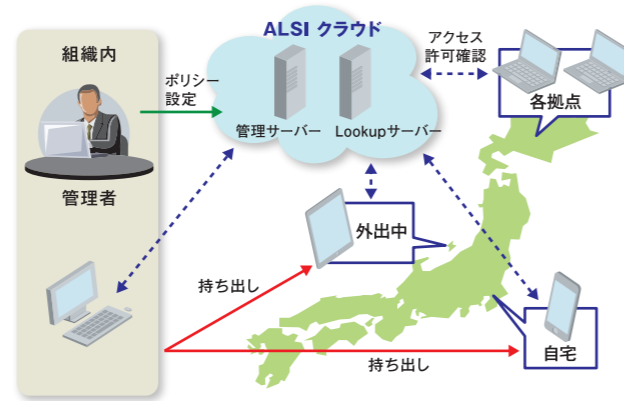 組織内
管理者
ポリシー
設定
ALSI クラウド
管理サーバー
Lookupサーバー
アクセス
許可確認
各拠点
外出中
持ち出し
持ち出し
自宅